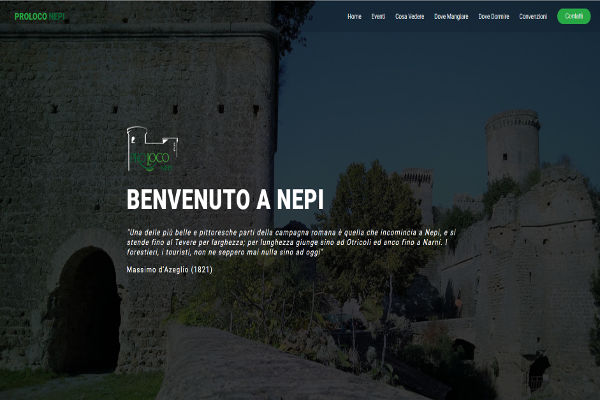 PROLOCO NEPI
Home Eventi Cosa Vedere Dove Mangiare Dove Dormire Convenzioni Contatti
PROLOCO
BENVENUTO A NEPI
"Una delle più belle e pittoresche parti della campagna romana è quella che incomincia a Nepi, e si
stende fino al Tevere per larghezza; per lunghezza giunge sino ad Otricoli ed anco fino a Narni. I
forestieri, i touristi, non ne seppero mai nulla sino ad oggi"
Massimo d'Azeglio (1821)